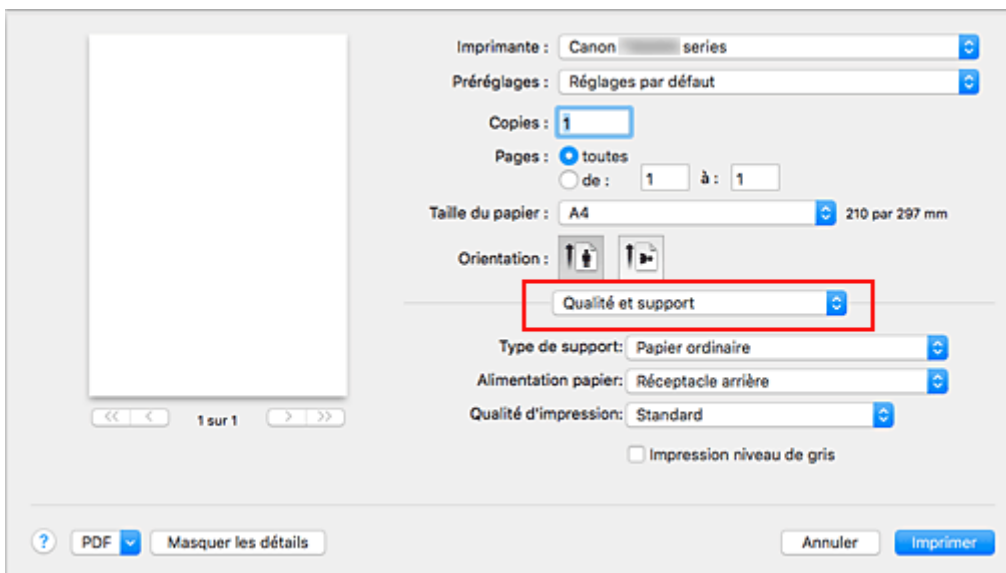 Imprimante : Canon series
Préréglages : Réglages par défaut
Copies : 1
Pages : toutes
de : 1 à : 1
Taille du papier : A4 210 par 297 mm
Orientation :
Qualité et support
Type de support: Papier ordinaire
Alimentation papier: Réceptacle arrière
Qualité d'impression: Standard
Impression niveau de gris
<< < 1 sur 1 > >>
? PDF Masquer les détails Annuler Imprimer